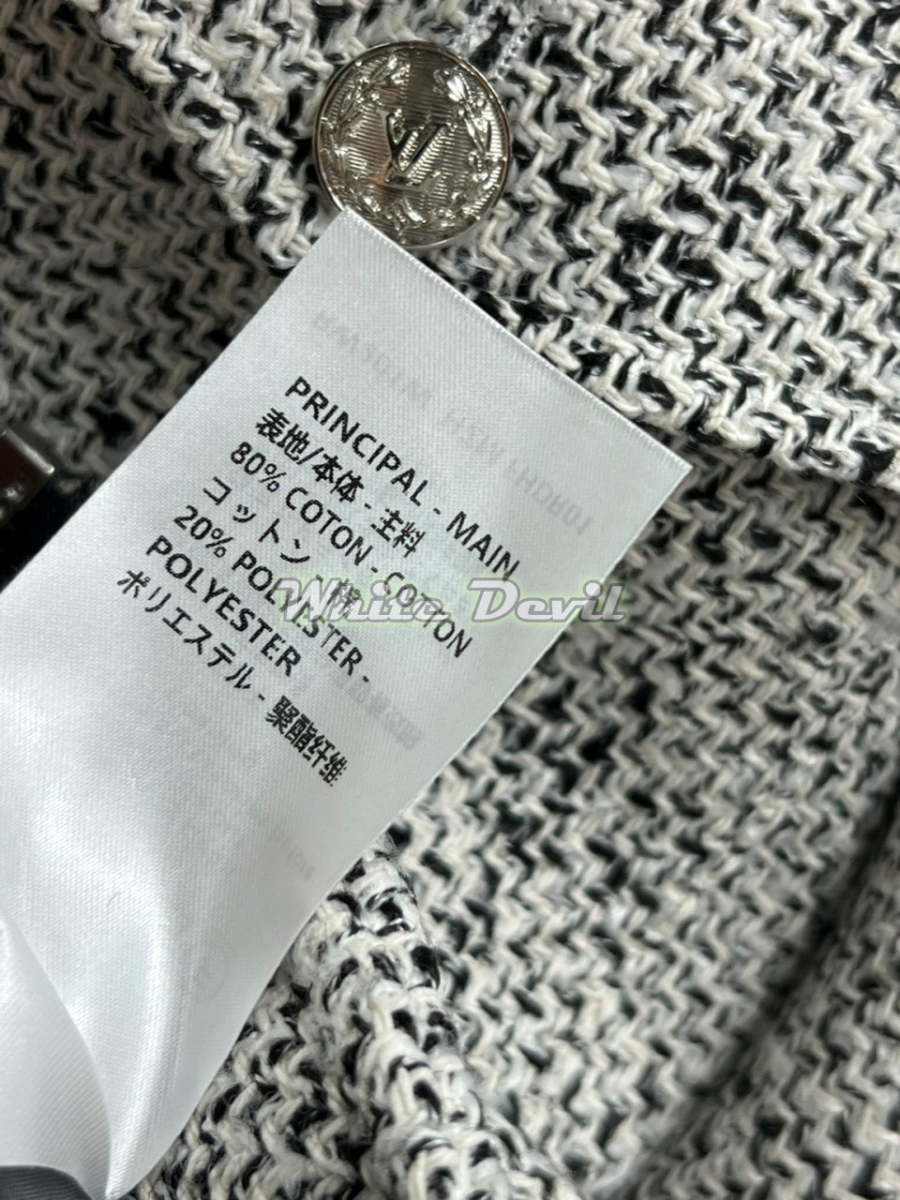 LV
PRINCIPAL - MAIN
表地/本体 - 主料
80% COTON - COTTON
コットン - 棉
20% POLYESTER -
POLYESTER
ポリエステル - 聚酯纤维
White Devil